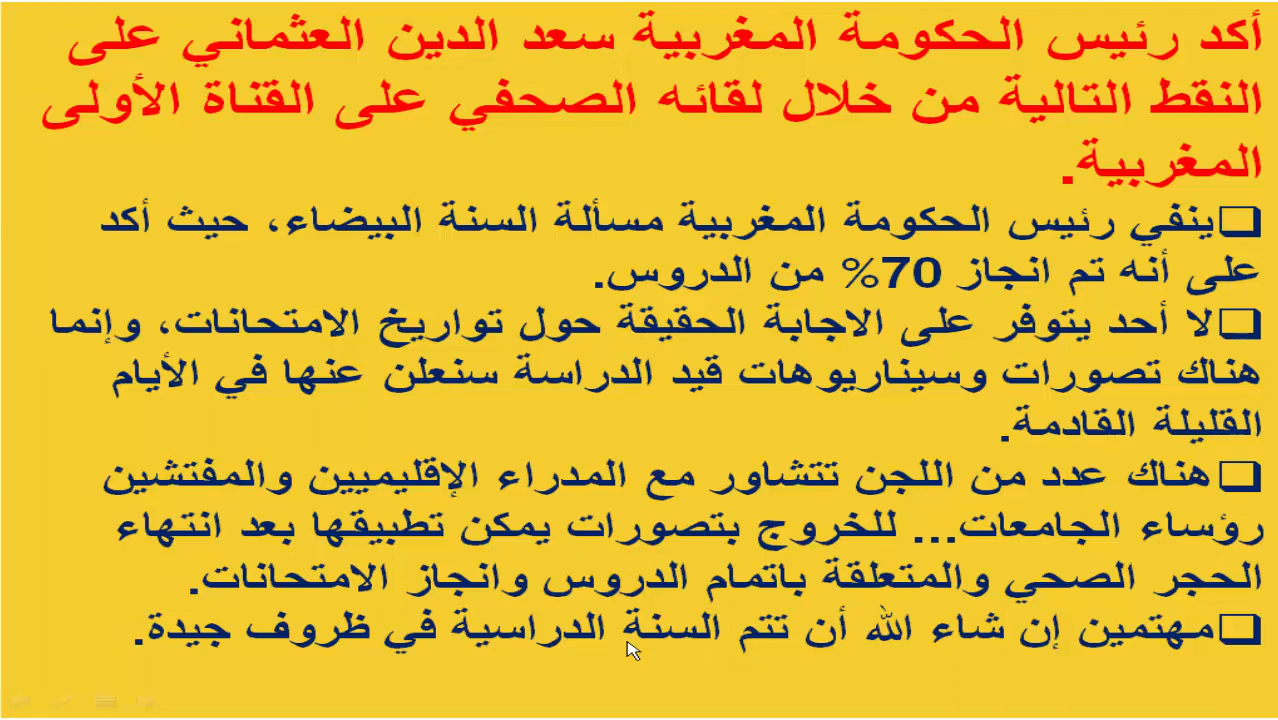 أكد رئيس الحكومة المغربية سعد الدين العثماني على
النقط التالية من خلال لقائه الصحفي على القناة الأولى
المغربية.
❑ينفي رئيس الحكومة المغربية مسألة السنة البيضاء، حيث أكد
على أنه تم انجاز 70% من الدروس.
❑لا أحد يتوفر على الاجابة الحقيقة حول تواريخ الامتحانات، وإنما
هناك تصورات وسيناريوهات قيد الدراسة سنعلن عنها في الأيام
القليلة القادمة.
❑هناك عدد من اللجن تتشاور مع المدراء الإقليميين والمفتشين
رؤساء الجامعات... للخروج بتصورات يمكن تطبيقها بعد انتهاء
الحجر الصحي والمتعلقة باتمام الدروس وانجاز الامتحانات.
❑مهتمين إن شاء الله أن تتم السنة الدراسية في ظروف جيدة.